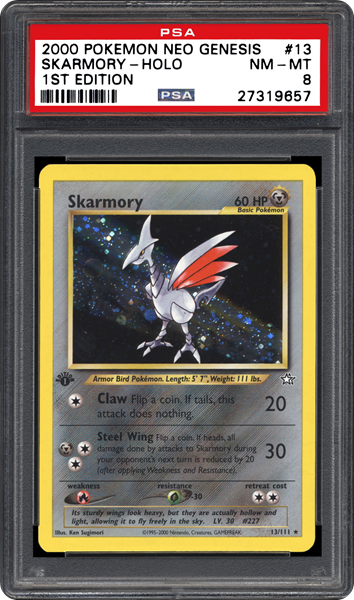 PSA
2000 POKEMON NEO GENESIS #13
SKARMORY - HOLO NM - MT
1ST EDITION PSA 8
27319657
Skarmory 60 HP
Basic Pokémon
Armor Bird Pokémon. Length: 5' 7", Weight: 111 lbs.
Claw Flip a coin. If tails, this
attack does nothing. 20
Steel Wing Flip a coin. If heads, all
damage done by attacks to Skarmory during
your opponent's next turn is reduced by 20
(after applying Weakness and Resistance). 30
weakness resistance retreat cost
-30
Its sturdy wings look heavy, but they are actually hollow and
light, allowing it to fly freely in the sky. LV. 30 #227
Illus. Ken Sugimori ©1995-2000 Nintendo, Creatures, GAMEFREAK. 13/111 ★